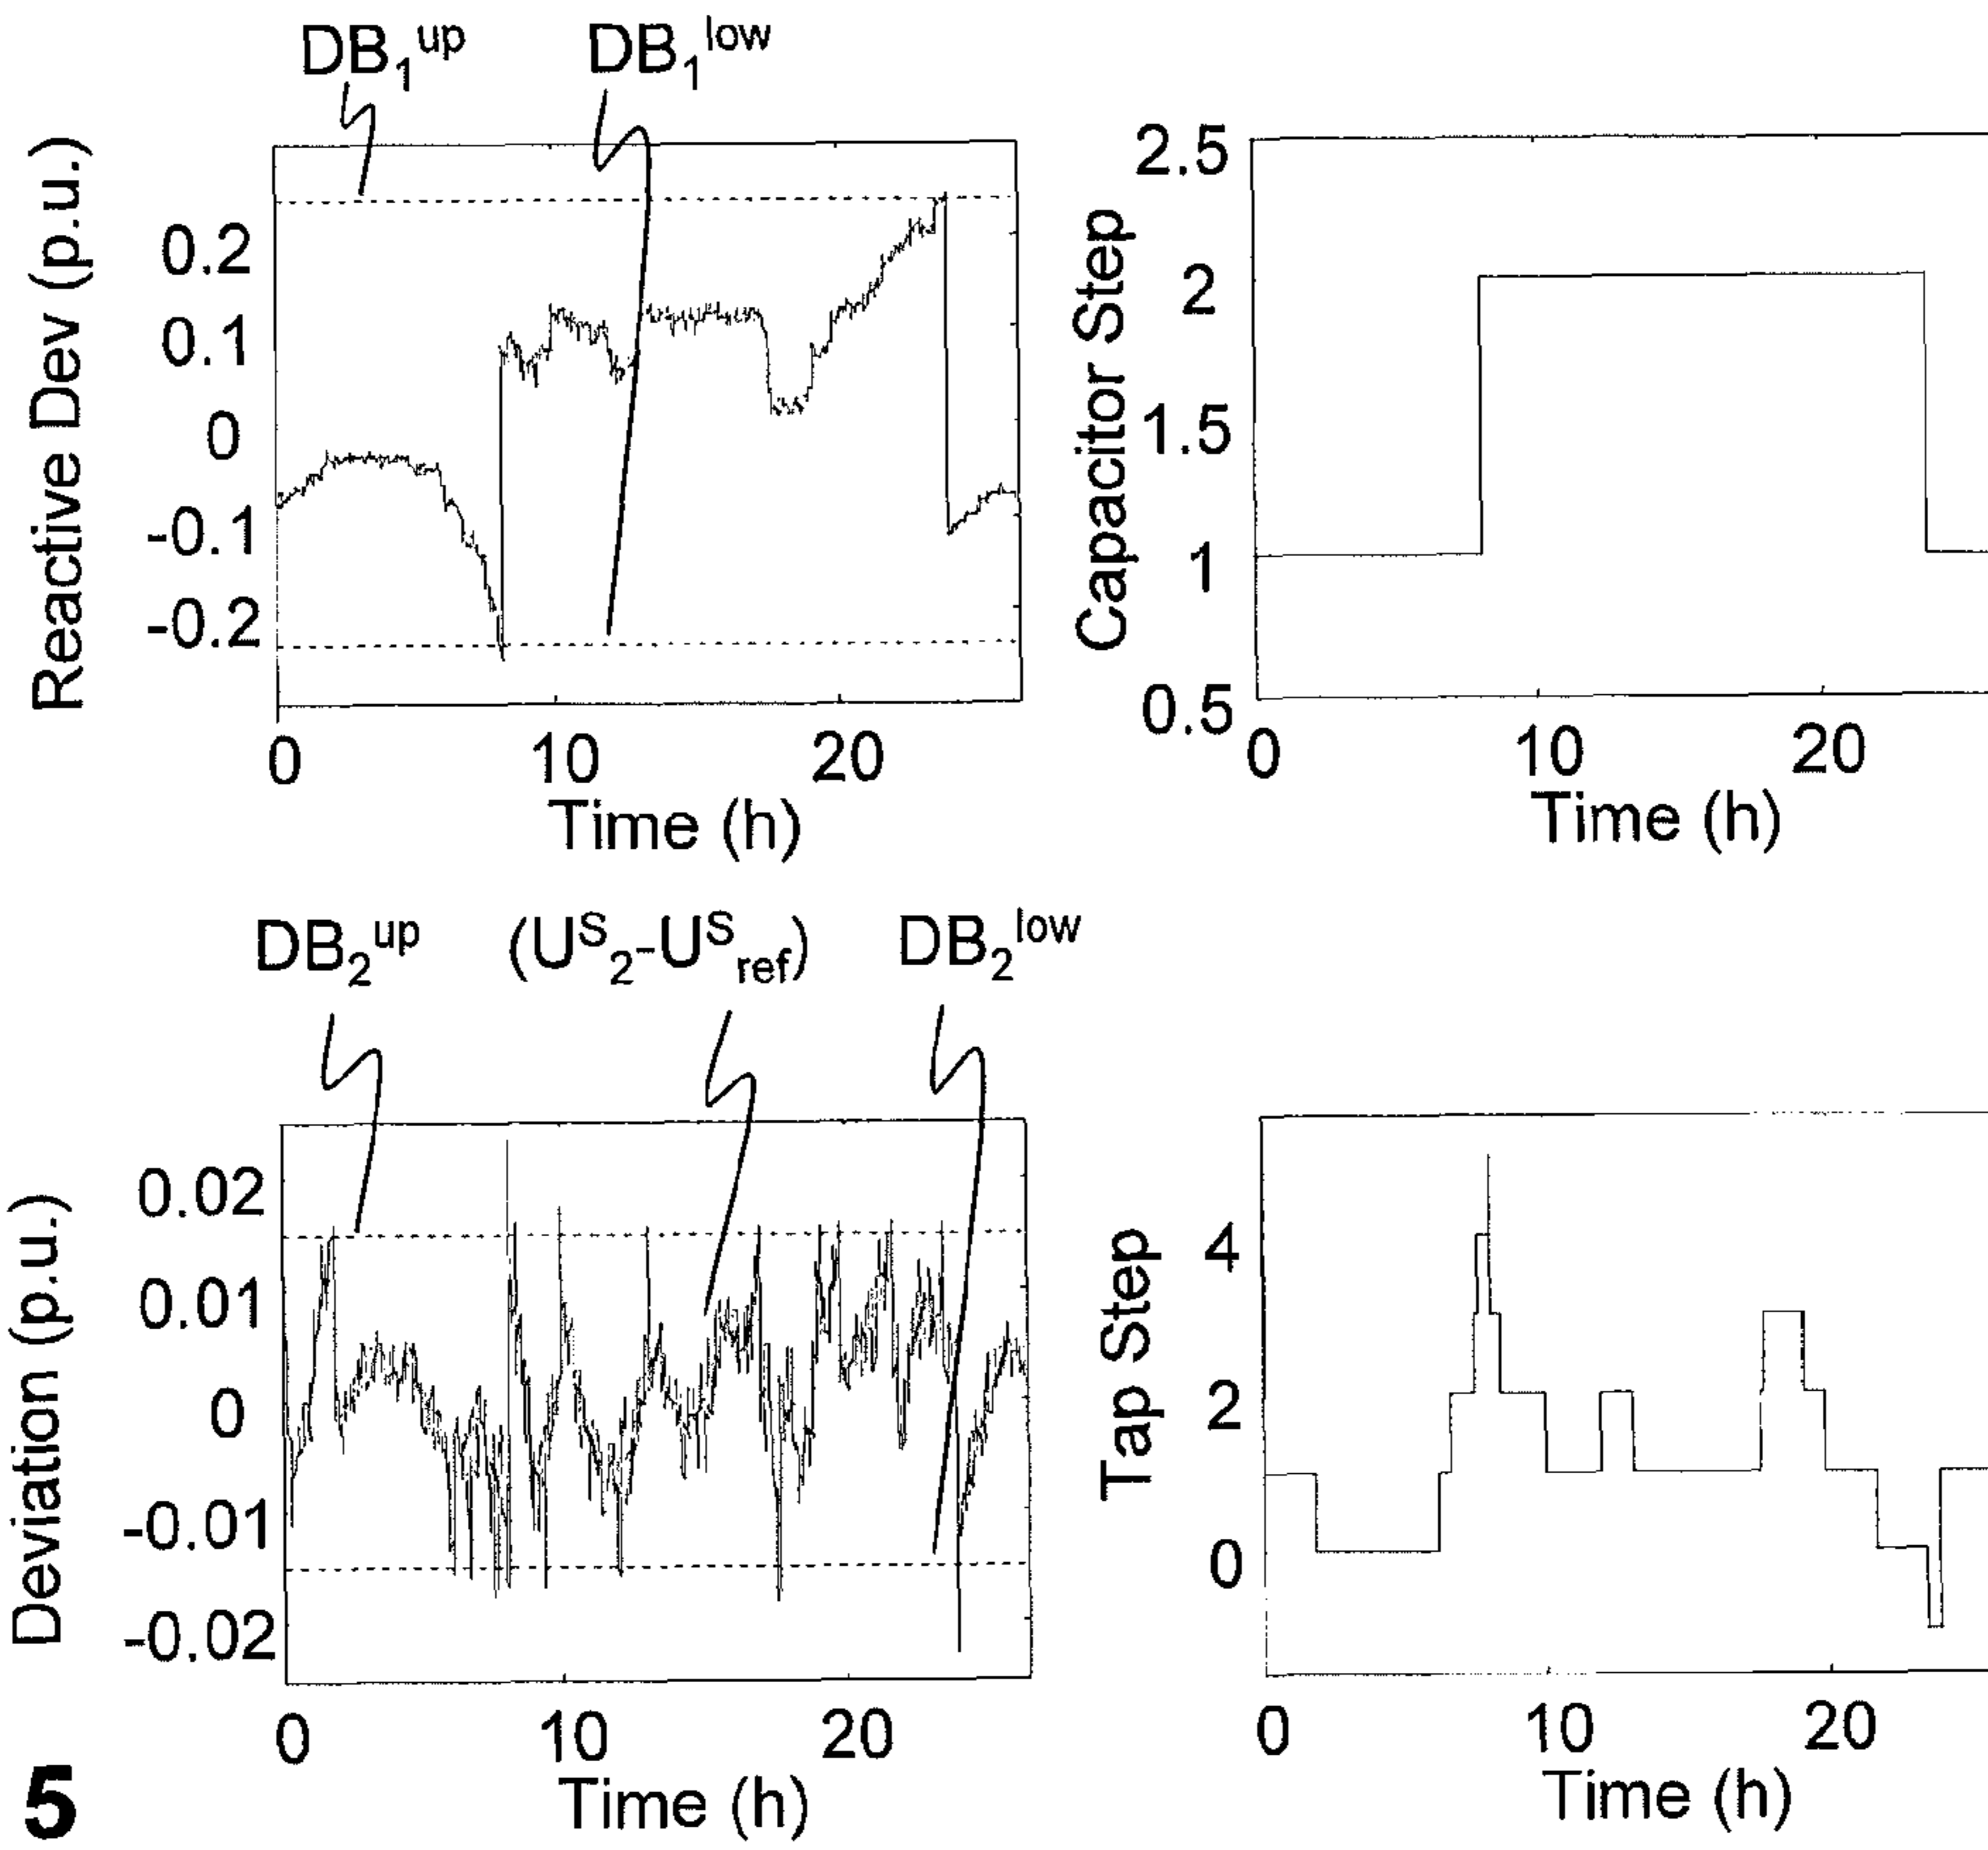 DB₁ᵘᵖ DB₁ˡᵒʷ
Reactive Dev (p.u.)
0.2
0.1
0
-0.1
-0.2
0 10 20
Time (h)
Capacitor Step
2.5
2
1.5
1
0.5
0 10 20
Time (h)
DB₂ᵘᵖ (Uˢ₂-Uˢref) DB₂ˡᵒʷ
Deviation (p.u.)
0.02
0.01
0
-0.01
-0.02
0 10 20
Time (h)
Tap Step
4
2
0
0 10 20
Time (h)
5